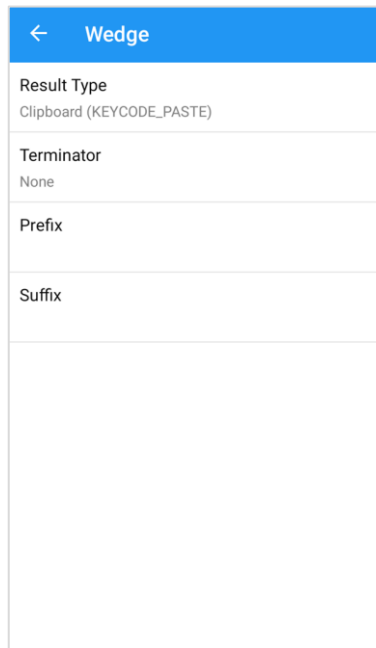 Wedge
Result Type
Clipboard (KEYCODE_PASTE)
Terminator
None
Prefix
Suffix